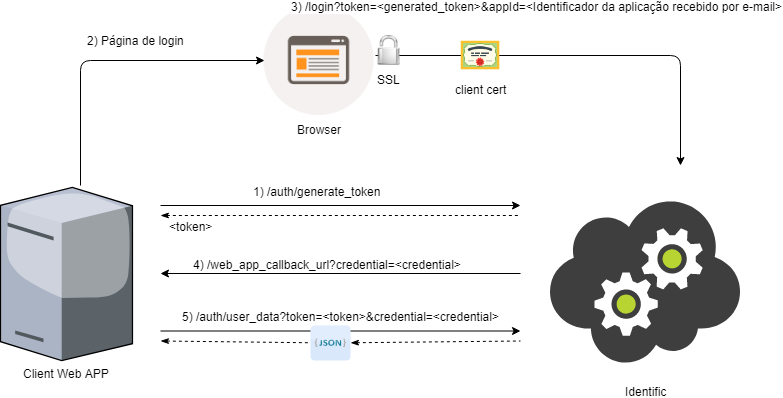 3) /login?token=<generated_token>&appId=<Identificador da aplicação recebido por e-mail>
2) Página de login
SSL
client cert
Browser
1) /auth/generate_token
<token>
4) /web_app_callback_url?credential=<credential>
5) /auth/user_data?token=<token>&credential=<credential>
{JSON}
Client Web APP
Identific